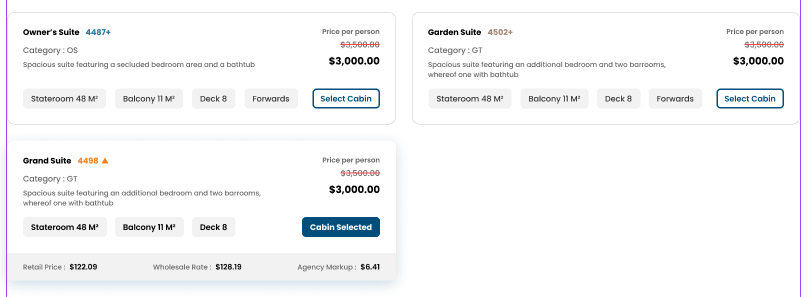 Owner's Suite 4487+
Price per person
$3,500.00
Category : OS
Spacious suite featuring a secluded bedroom area and a bathtub
$3,000.00
Stateroom 48 M² Balcony 11 M² Deck 8 Forwards Select Cabin
Garden Suite 4502+
Price per person
$3,500.00
Category : GT
Spacious suite featuring an additional bedroom and two barrooms,
whereof one with bathtub
$3,000.00
Stateroom 48 M² Balcony 11 M² Deck 8 Forwards Select Cabin
Grand Suite 4498 ▲
Price per person
$3,500.00
Category : GT
Spacious suite featuring an additional bedroom and two barrooms,
whereof one with bathtub
$3,000.00
Stateroom 48 M² Balcony 11 M² Deck 8 Cabin Selected
Retail Price : $122.09 Wholesale Rate : $128.19 Agency Markup : $6.41